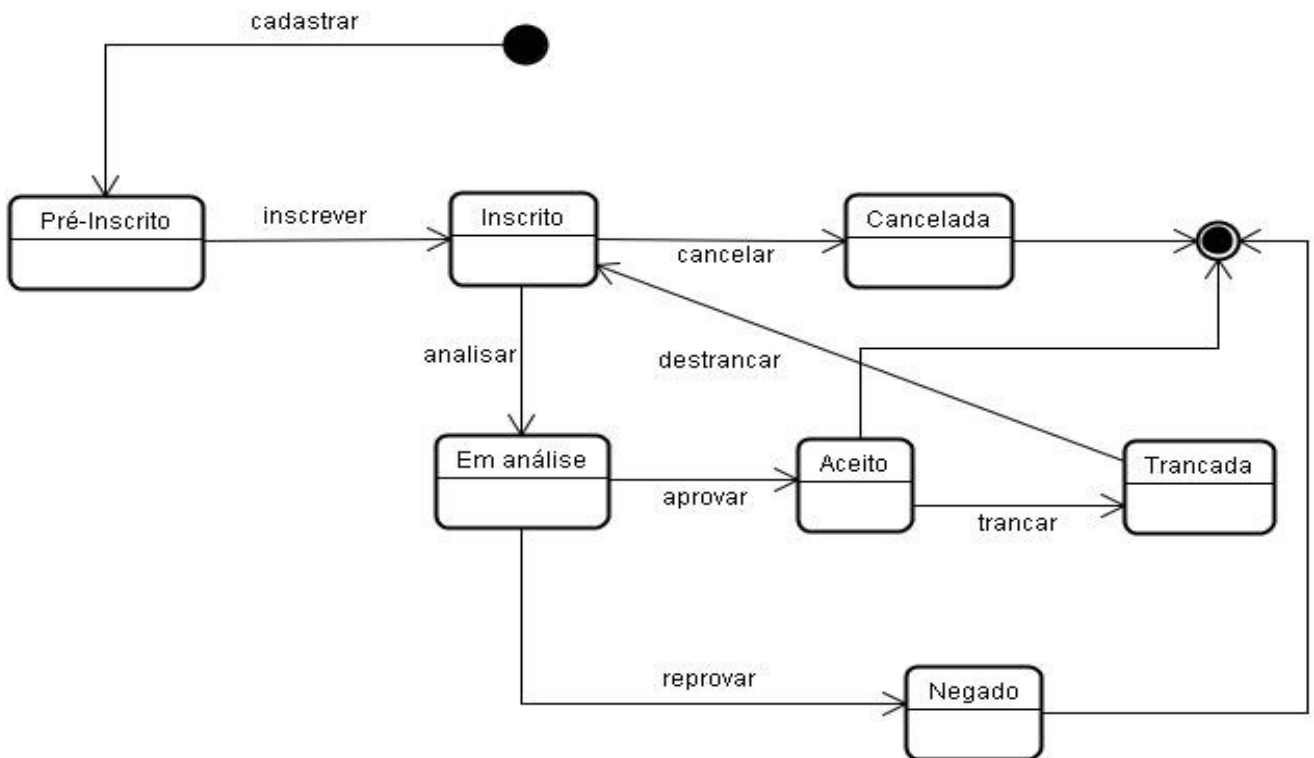 cadastrar
Pré-Inscrito
inscrever
Inscrito
cancelar
Cancelada
analisar
destrancar
Em análise
aprovar
Aceito
trancar
Trancada
reprovar
Negado